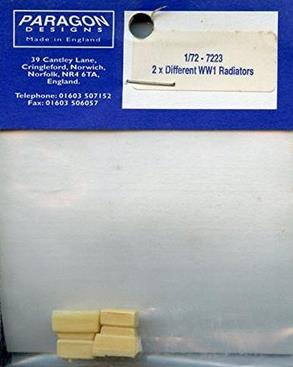 PARAGON
DESIGNS
Made in England
39 Cantley Lane,
Cringleford, Norwich,
Norfolk, NR4 6TA,
England.
Telephone: 01603 507152
Fax: 01603 506057
1/72 - 7223
2 x Different WW1 Radiators